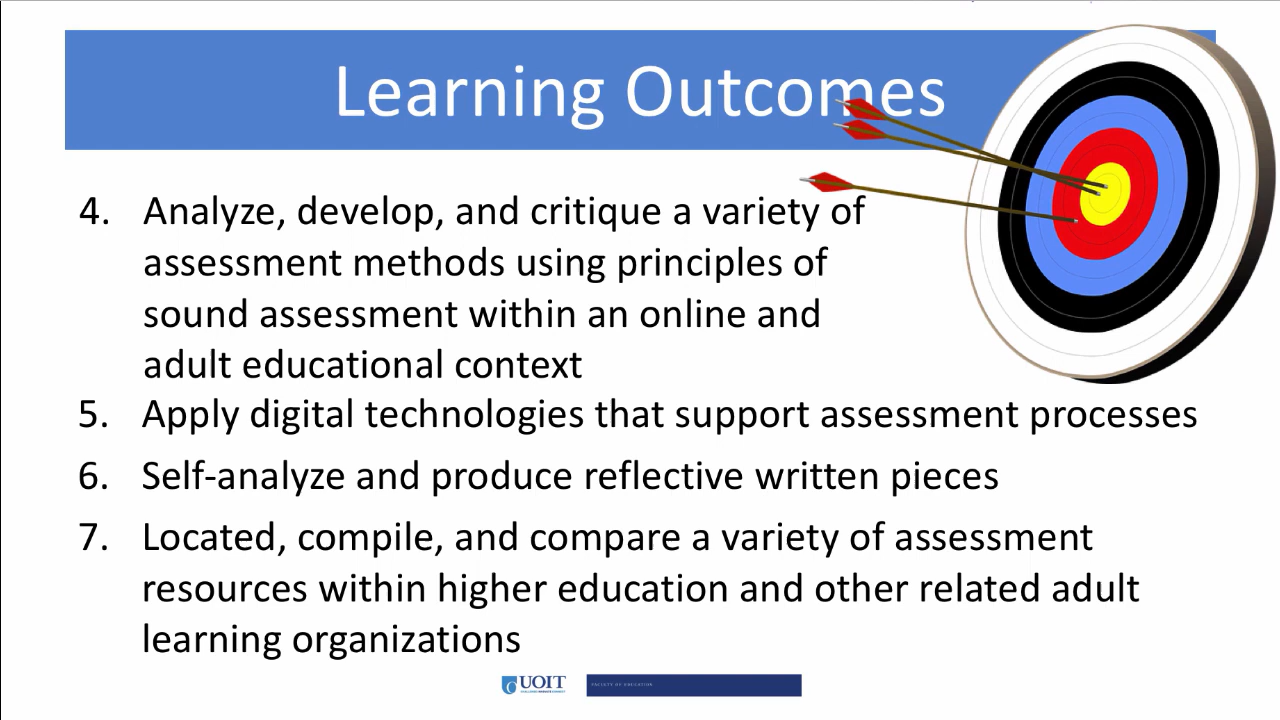 Learning Outcomes
4. Analyze, develop, and critique a variety of
assessment methods using principles of
sound assessment within an online and
adult educational context
5. Apply digital technologies that support assessment processes
6. Self-analyze and produce reflective written pieces
7. Located, compile, and compare a variety of assessment
resources within higher education and other related adult
learning organizations
UOIT
FACULTY OF EDUCATION